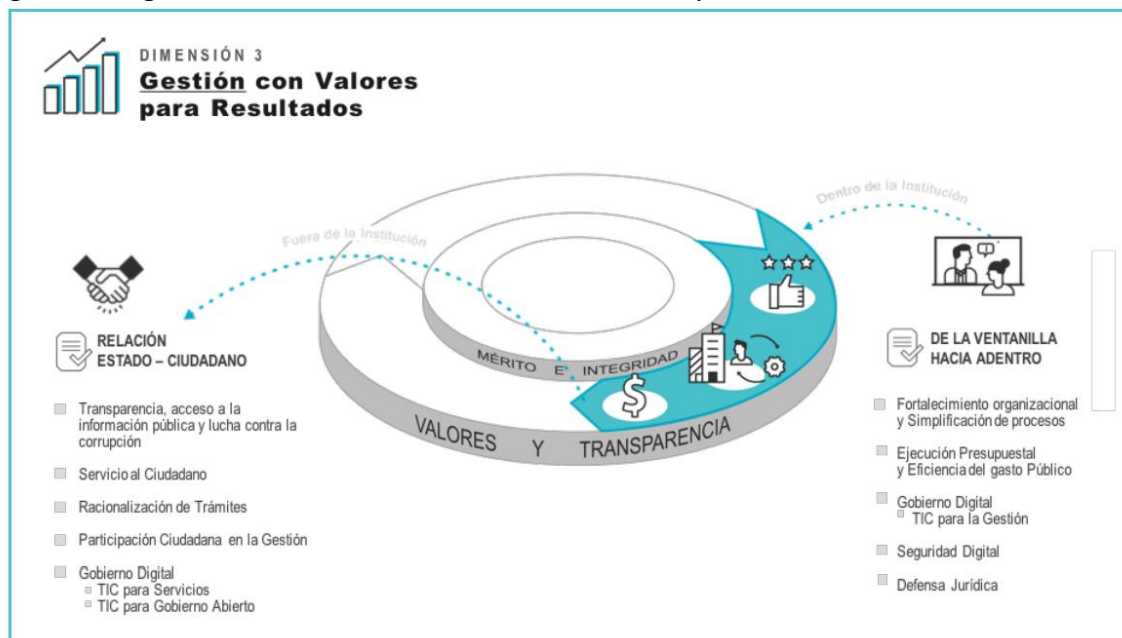 DIMENSIÓN 3
Gestión con Valores
para Resultados
Dentro de la Institución
Fuera de la Institución
RELACIÓN
ESTADO – CIUDADANO
Transparencia, acceso a la
información pública y lucha contra la
corrupción
Servicio al Ciudadano
Racionalización de Trámites
Participación Ciudadana en la Gestión
Gobierno Digital
TIC para Servicios
TIC para Gobierno Abierto
MÉRITO E INTEGRIDAD
VALORES Y TRANSPARENCIA
DE LA VENTANILLA
HACIA ADENTRO
Fortalecimiento organizacional
y Simplificación de procesos
Ejecución Presupuestal
y Eficiencia del gasto Público
Gobierno Digital
TIC para la Gestión
Seguridad Digital
Defensa Jurídica